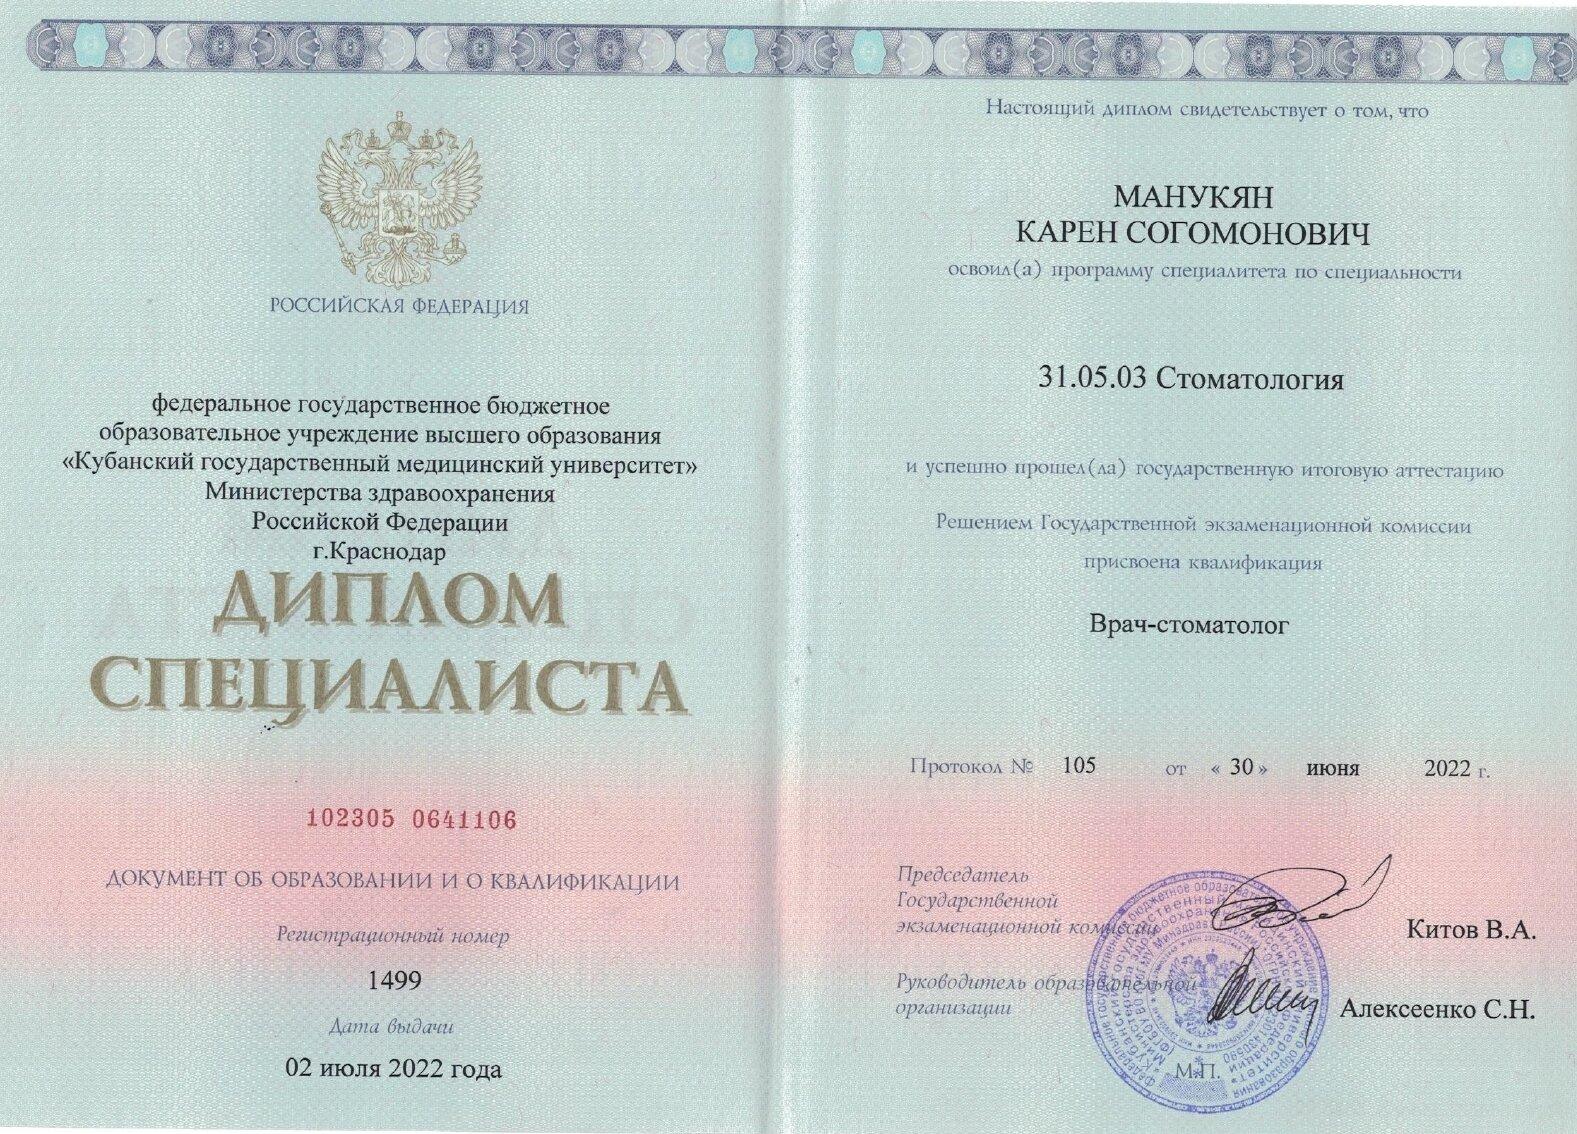 РОССИЙСКАЯ ФЕДЕРАЦИЯ
федеральное государственное бюджетное
образовательное учреждение высшего образования
«Кубанский государственный медицинский университет»
Министерства здравоохранения
Российской Федерации
г.Краснодар
ДИПЛОМ
СПЕЦИАЛИСТА
102305 0641106
ДОКУМЕНТ ОБ ОБРАЗОВАНИИ И О КВАЛИФИКАЦИИ
Регистрационный номер
1499
Дата выдачи
02 июля 2022 года
Настоящий диплом свидетельствует о том, что
МАНУКЯН
КАРЕН СОГОМОНОВИЧ
освоил(а) программу специалитета по специальности
31.05.03 Стоматология
и успешно прошел(ла) государственную итоговую аттестацию
Решением Государственной экзаменационной комиссии
присвоена квалификация
Врач-стоматолог
Протокол № 105 от « 30 » июня 2022 г.
Председатель
Государственной
экзаменационной комиссии
Китов В.А.
Руководитель образовательной
организации
Алексеенко С.Н.
М.П.